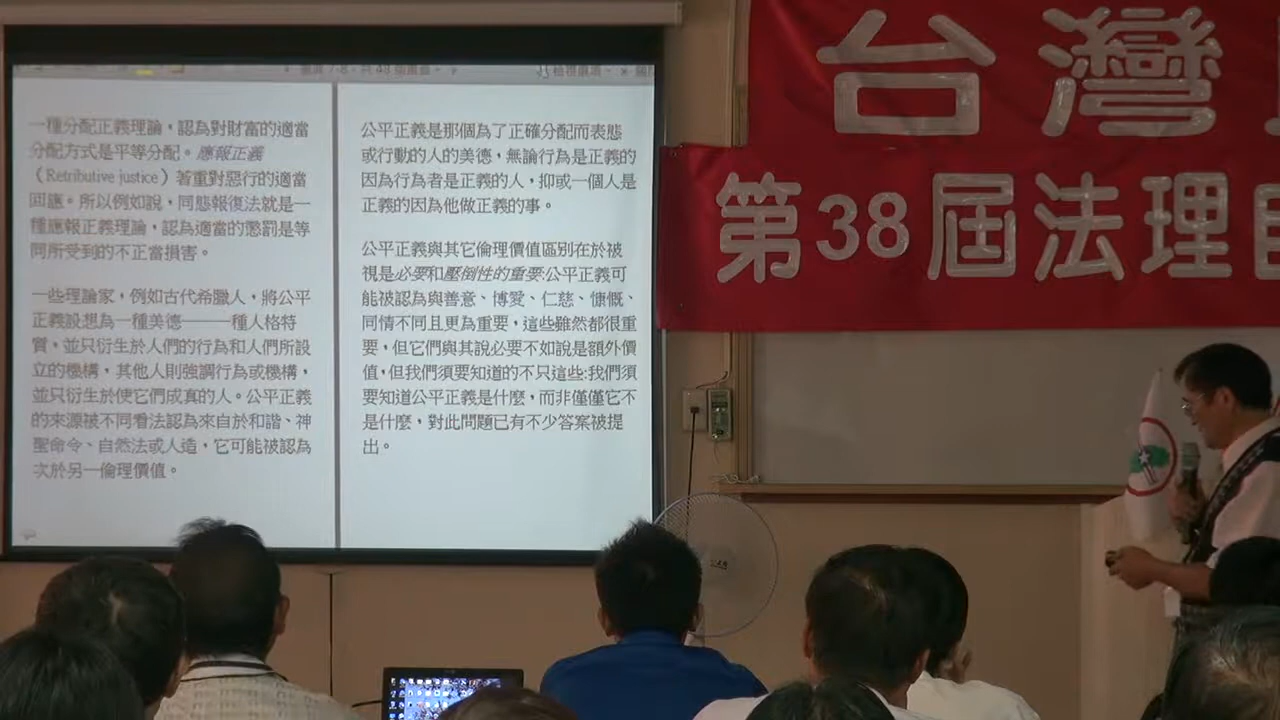 一種分配正義理論，認為對財富的適當
分配方式是平等分配。應報正義
（Retributive justice）著重對惡行的適當
回應。所以例如說，同態報復法就是一
種應報正義理論，認為適當的懲罰是等
同所受到的不正當損害。
一些理論家，例如古代希臘人，將公平
正義設想為一種美德——一種人格特
質，並只衍生於人們的行為和人們所設
立的機構，其他人則強調行為或機構，
並只衍生於使它們成真的人。公平正義
的來源被不同看法認為來自於和諧、神
聖命令、自然法或人造，它可能被認為
次於另一倫理價值。
公平正義是那個為了正確分配而表態
或行動的人的美德，無論行為是正義的
因為行為者是正義的人，抑或一個人是
正義的因為他做正義的事。
公平正義與其它倫理價值區別在於被
視是必要和壓倒性的重要:公平正義可
能被認為與善意、博愛、仁慈、慷慨、
同情不同且更為重要，這些雖然都很重
要，但它們與其說必要不如說是額外價
值，但我們須要知道的不只這些:我們須
要知道公平正義是什麼，而非僅僅它不
是什麼，對此問題已有不少答案被提
出。
台灣
第38屆法理